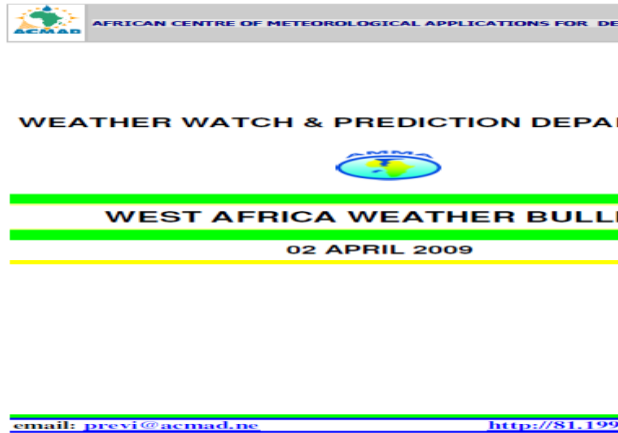 ACMAD
AFRICAN CENTRE OF METEOROLOGICAL APPLICATIONS FOR DE
WEATHER WATCH & PREDICTION DEPA
AMMA
WEST AFRICA WEATHER BULL
02 APRIL 2009
email: previ@acmad.ne http://81.199